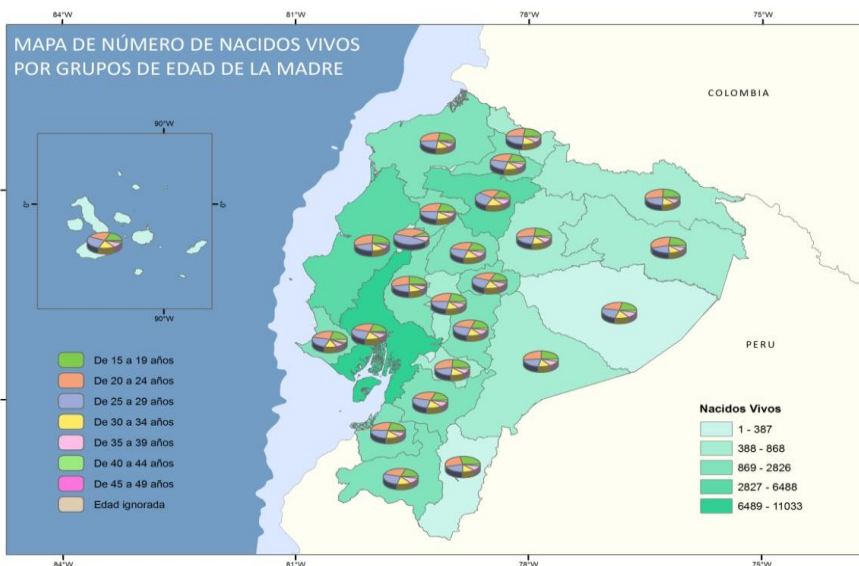 84°W
81°W
78°W
75°W
MAPA DE NÚMERO DE NACIDOS VIVOS
POR GRUPOS DE EDAD DE LA MADRE
COLOMBIA
90°W
0°
0°
90°W
PERU
De 15 a 19 años
De 20 a 24 años
De 25 a 29 años
De 30 a 34 años
De 35 a 39 años
De 40 a 44 años
De 45 a 49 años
Edad ignorada
Nacidos Vivos
1 - 387
388 - 868
869 - 2826
2827 - 6488
6489 - 11033
84°W
81°W
78°W
75°W